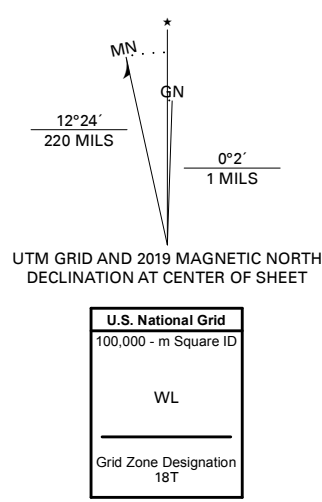 ★
MN
GN
12°24´
220 MILS
0°2´
1 MILS
UTM GRID AND 2019 MAGNETIC NORTH
DECLINATION AT CENTER OF SHEET
U.S. National Grid
100,000 - m Square ID
WL
Grid Zone Designation
18T